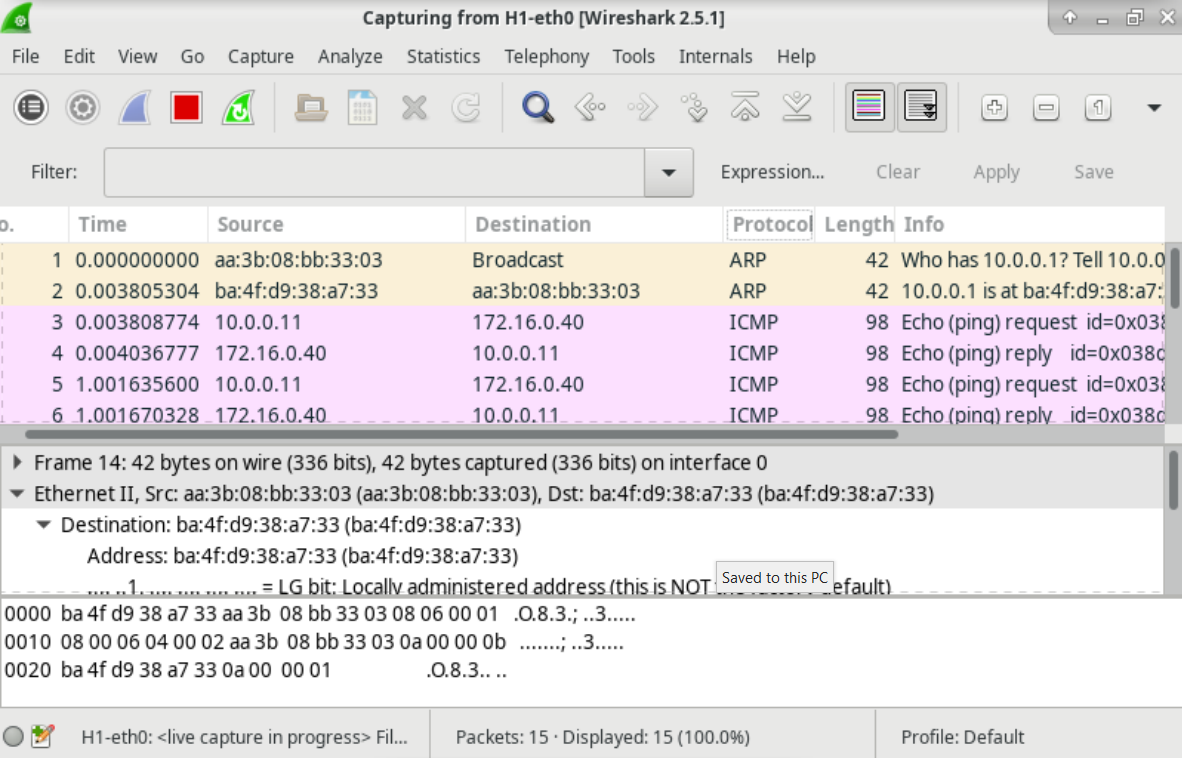 Capturing from H1-eth0 [Wireshark 2.5.1]
File Edit View Go Capture Analyze Statistics Telephony Tools Internals Help
Filter: Expression... Clear Apply Save
o. Time Source Destination Protocol Length Info
1 0.000000000 aa:3b:08:bb:33:03 Broadcast ARP 42 Who has 10.0.0.1? Tell 10.0.0
2 0.003805304 ba:4f:d9:38:a7:33 aa:3b:08:bb:33:03 ARP 42 10.0.0.1 is at ba:4f:d9:38:a7:
3 0.003808774 10.0.0.11 172.16.0.40 ICMP 98 Echo (ping) request id=0x038
4 0.004036777 172.16.0.40 10.0.0.11 ICMP 98 Echo (ping) reply id=0x038d
5 1.001635600 10.0.0.11 172.16.0.40 ICMP 98 Echo (ping) request id=0x038
6 1.001670328 172.16.0.40 10.0.0.11 ICMP 98 Echo (ping) reply id=0x038d
Frame 14: 42 bytes on wire (336 bits), 42 bytes captured (336 bits) on interface 0
Ethernet II, Src: aa:3b:08:bb:33:03 (aa:3b:08:bb:33:03), Dst: ba:4f:d9:38:a7:33 (ba:4f:d9:38:a7:33)
Destination: ba:4f:d9:38:a7:33 (ba:4f:d9:38:a7:33)
Address: ba:4f:d9:38:a7:33 (ba:4f:d9:38:a7:33)
Saved to this PC
.... ..1. .... .... .... .... = LG bit: Locally administered address (this is NOT default)
0000 ba 4f d9 38 a7 33 aa 3b 08 bb 33 03 08 06 00 01 .O.8.3.; ..3.....
0010 08 00 06 04 00 02 aa 3b 08 bb 33 03 0a 00 00 0b .......; ..3.....
0020 ba 4f d9 38 a7 33 0a 00 00 01 .O.8.3.. ..
H1-eth0: <live capture in progress> Fil... Packets: 15 · Displayed: 15 (100.0%) Profile: Default